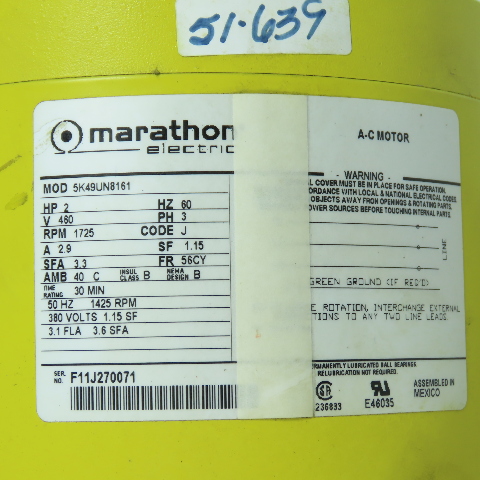 51-639
marathon
electric
MOD 5K49UN8161
HP 2 HZ 60
V 460 PH 3
RPM 1725 CODE J
A 2.9 SF 1.15
SFA 3.3 FR 56CY
AMB 40 C INSUL CLASS B NEMA DESIGN B
TIME RATING 30 MIN
50 HZ 1425 RPM
380 VOLTS 1.15 SF
3.1 FLA 3.6 SFA
SER. NO. F11J270071
A-C MOTOR
- WARNING -
COVER MUST BE IN PLACE FOR SAFE OPERATION.
WITH LOCAL & NATIONAL ELECTRICAL CODES.
OBJECTS AWAY FROM OPENINGS & ROTATING PARTS.
SOURCES BEFORE TOUCHING INTERNAL PARTS.
LINE
GREEN GROUND (IF REQ'D)
ROTATION, INTERCHANGE EXTERNAL
TO ANY TWO LEADS.
LUBRICATED BALL BEARINGS.
RELUBRICATION NOT REQUIRED.
236833
E46035
ASSEMBLED IN
MEXICO